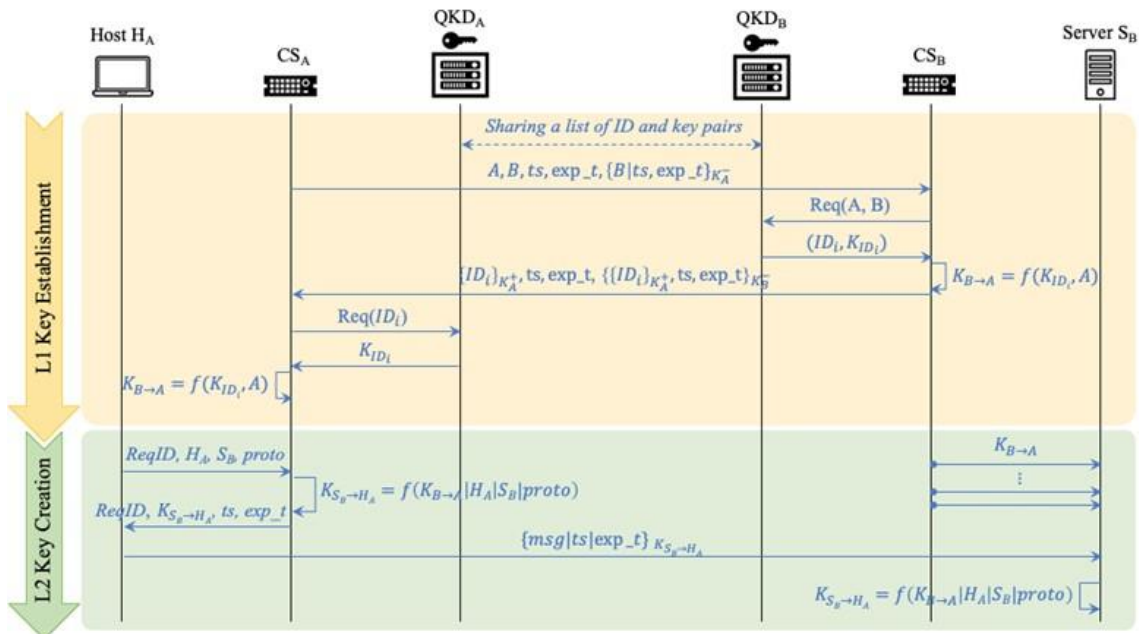 Host H_A
CS_A
QKD_A
QKD_B
CS_B
Server S_B
L1 Key Establishment
Sharing a list of ID and key pairs
A, B, ts, exp_t, {B|ts, exp_t}_{K_A^-}
Req(A, B)
(ID_i, K_{ID_i})
K_{B→A} = f(K_{ID_i}, A)
{ID_i}_{K_A^+}, ts, exp_t, {{ID_i}_{K_A^+}, ts, exp_t}_{K_B^-}
Req(ID_i)
K_{ID_i}
K_{B→A} = f(K_{ID_i}, A)
L2 Key Creation
ReqID, H_A, S_B, proto
K_{B→A}
⋮
K_{S_B→H_A} = f(K_{B→A}|H_A|S_B|proto)
ReqID, K_{S_B→H_A}, ts, exp_t
{msg|ts|exp_t}_{K_{S_B→H_A}}
K_{S_B→H_A} = f(K_{B→A}|H_A|S_B|proto)